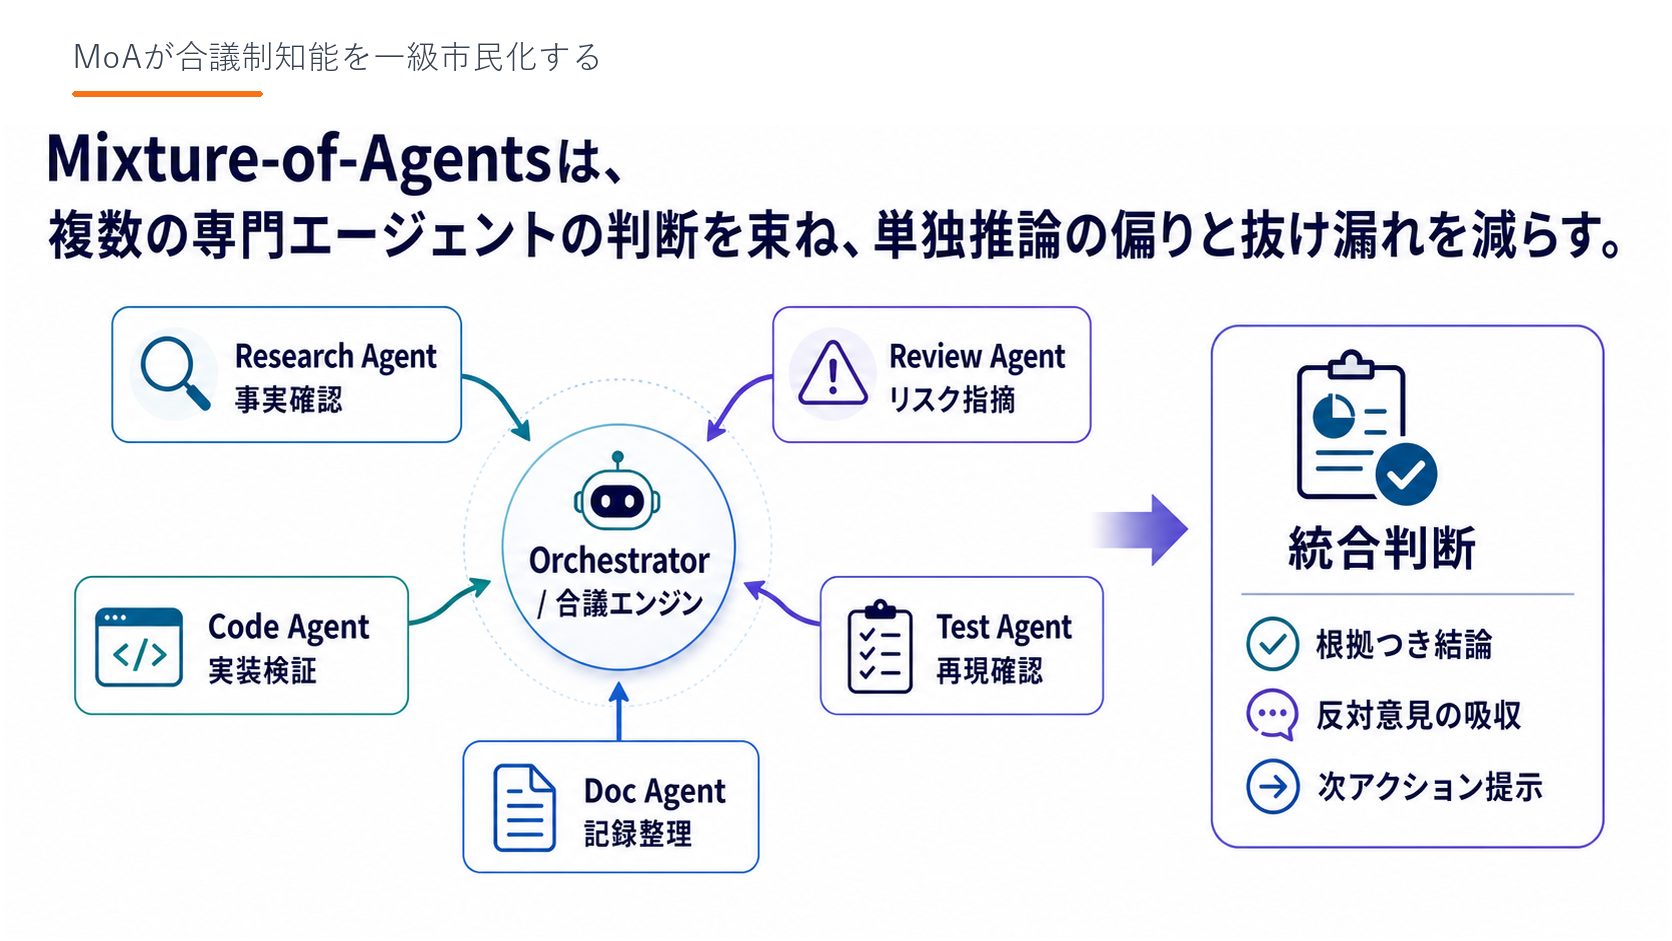 MoAが合議制知能を一級市民化する
Mixture-of-Agentsは、
複数の専門エージェントの判断を束ね、単独推論の偏りと抜け漏れを減らす。
Research Agent
事実確認
Review Agent
リスク指摘
Orchestrator
/ 合議エンジン
Code Agent
実装検証
Test Agent
再現確認
Doc Agent
記録整理
統合判断
根拠つき結論
反対意見の吸収
次アクション提示